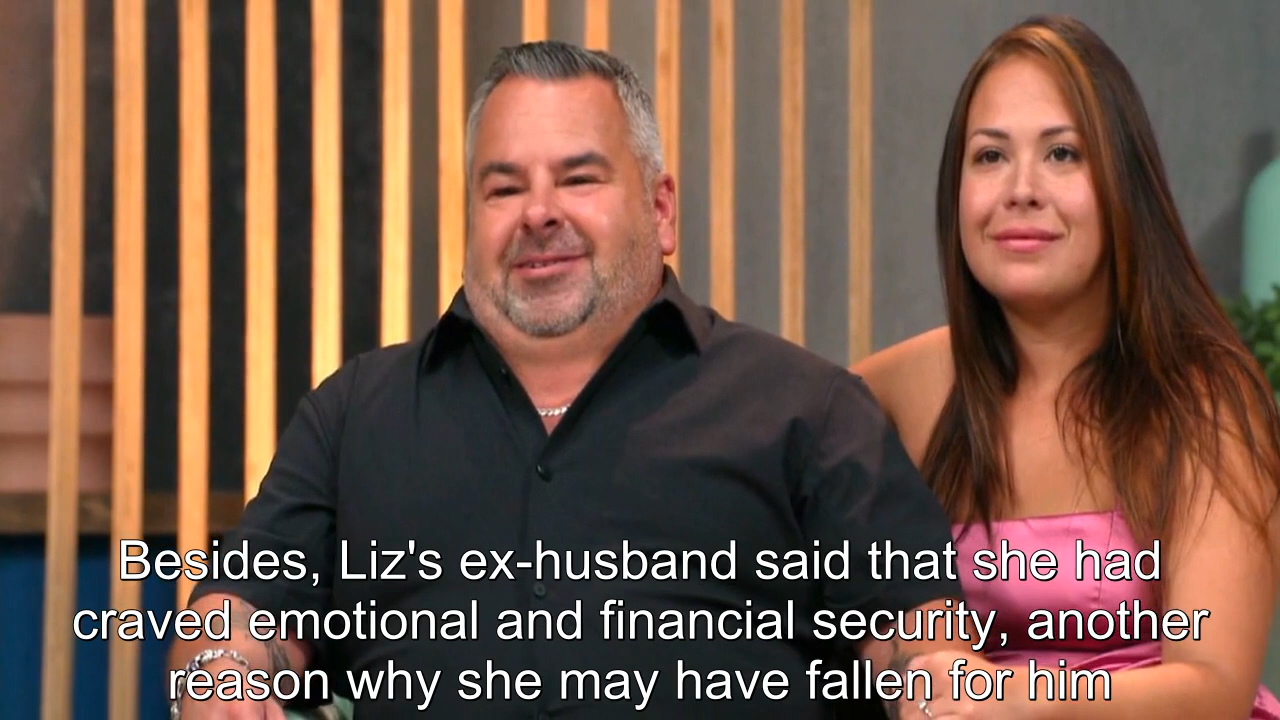 Besides, Liz's ex-husband said that she had
craved emotional and financial security, another
reason why she may have fallen for him